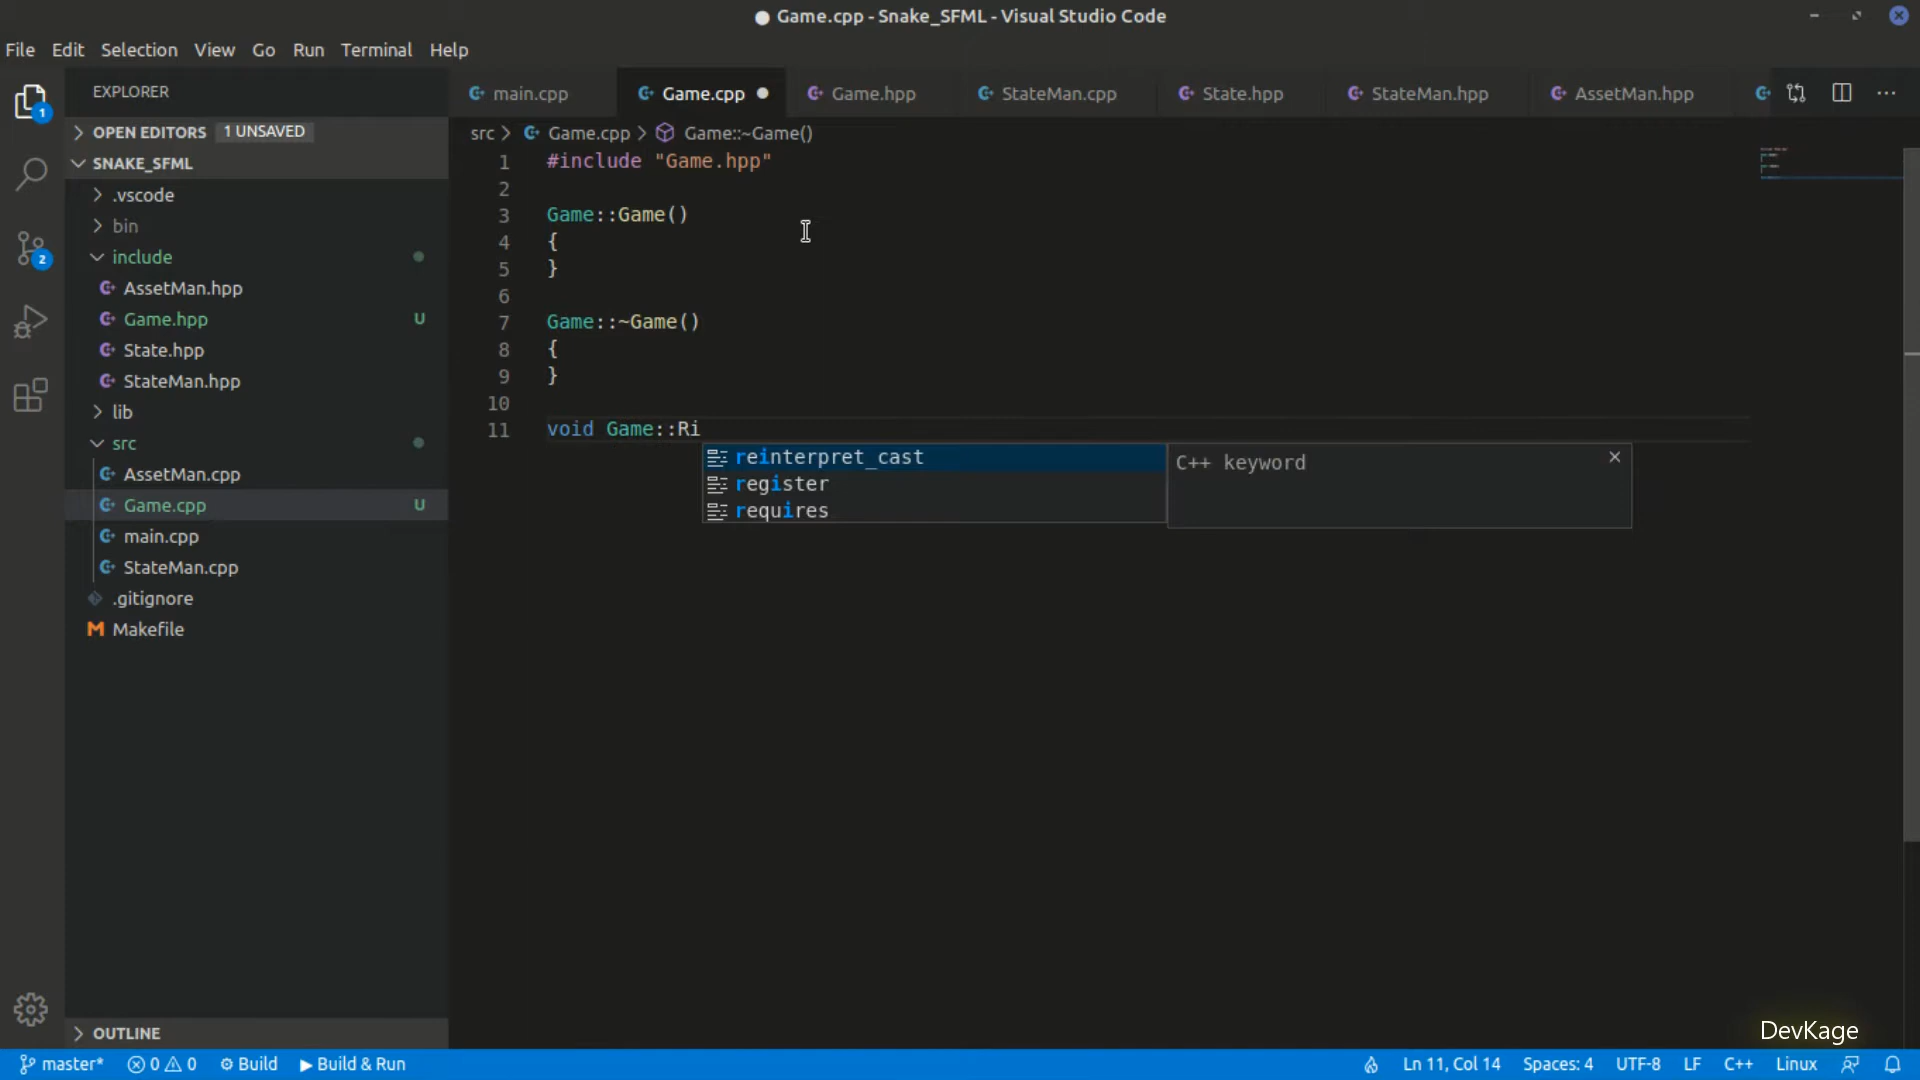 Game.cpp - Snake_SFML - Visual Studio Code
File Edit Selection View Go Run Terminal Help
EXPLORER
main.cpp Game.cpp Game.hpp StateMan.cpp State.hpp StateMan.hpp AssetMan.hpp
1
OPEN EDITORS 1 UNSAVED
src > Game.cpp > Game::~Game()
SNAKE_SFML
.vscode
bin
include
AssetMan.hpp
Game.hpp U
State.hpp
StateMan.hpp
lib
src
AssetMan.cpp
Game.cpp U
main.cpp
StateMan.cpp
.gitignore
Makefile
2
OUTLINE
1 #include "Game.hpp"
2
3 Game::Game()
4 {
5 }
6
7 Game::~Game()
8 {
9 }
10
11 void Game::Ri
reinterpret_cast
register
requires
C++ keyword
DevKage
master* 0 0 Build Build & Run Ln 11, Col 14 Spaces: 4 UTF-8 LF C++ Linux